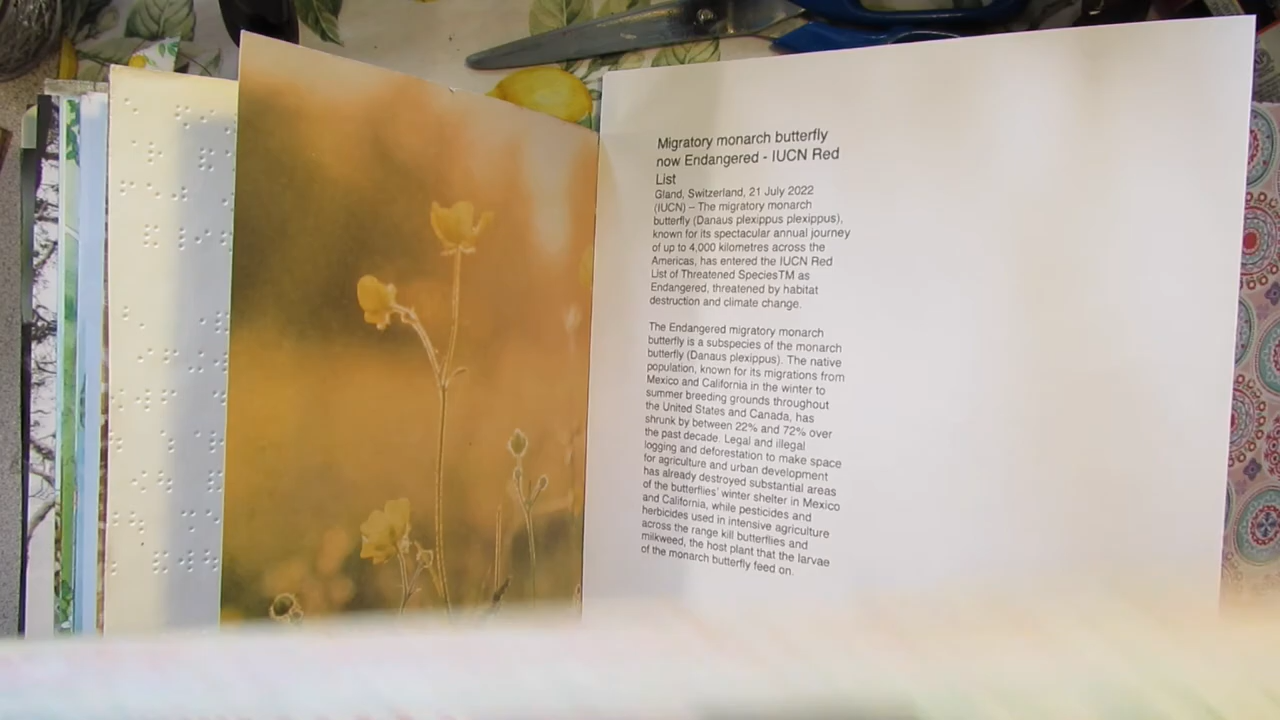 Migratory monarch butterfly
now Endangered - IUCN Red
List
Gland, Switzerland, 21 July 2022
(IUCN) – The migratory monarch
butterfly (Danaus plexippus plexippus),
known for its spectacular annual journey
of up to 4,000 kilometres across the
Americas, has entered the IUCN Red
List of Threatened SpeciesTM as
Endangered, threatened by habitat
destruction and climate change.
The Endangered migratory monarch
butterfly is a subspecies of the monarch
butterfly (Danaus plexippus). The native
population, known for its migrations from
Mexico and California in the winter to
summer breeding grounds throughout
the United States and Canada, has
shrunk by between 22% and 72% over
the past decade. Legal and illegal
logging and deforestation to make space
for agriculture and urban development
has already destroyed substantial areas
of the butterflies' winter shelter in Mexico
and California, while pesticides and
herbicides used in intensive agriculture
across the range kill butterflies and
milkweed, the host plant that the larvae
of the monarch butterfly feed on.